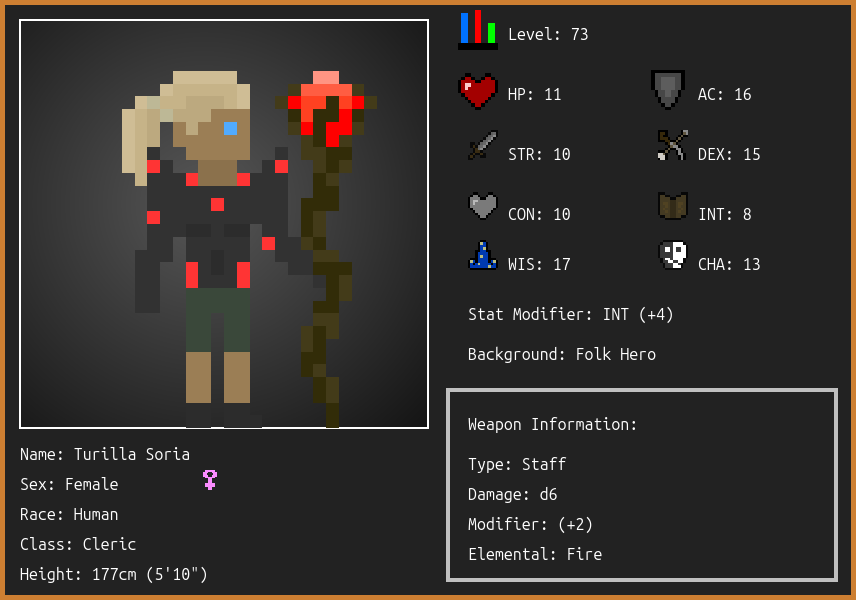 Level: 73
HP: 11
AC: 16
STR: 10
DEX: 15
CON: 10
INT: 8
WIS: 17
CHA: 13
Stat Modifier: INT (+4)
Background: Folk Hero
Weapon Information:
Type: Staff
Damage: d6
Modifier: (+2)
Elemental: Fire
Name: Turilla Soria
Sex: Female
Race: Human
Class: Cleric
Height: 177cm (5'10")